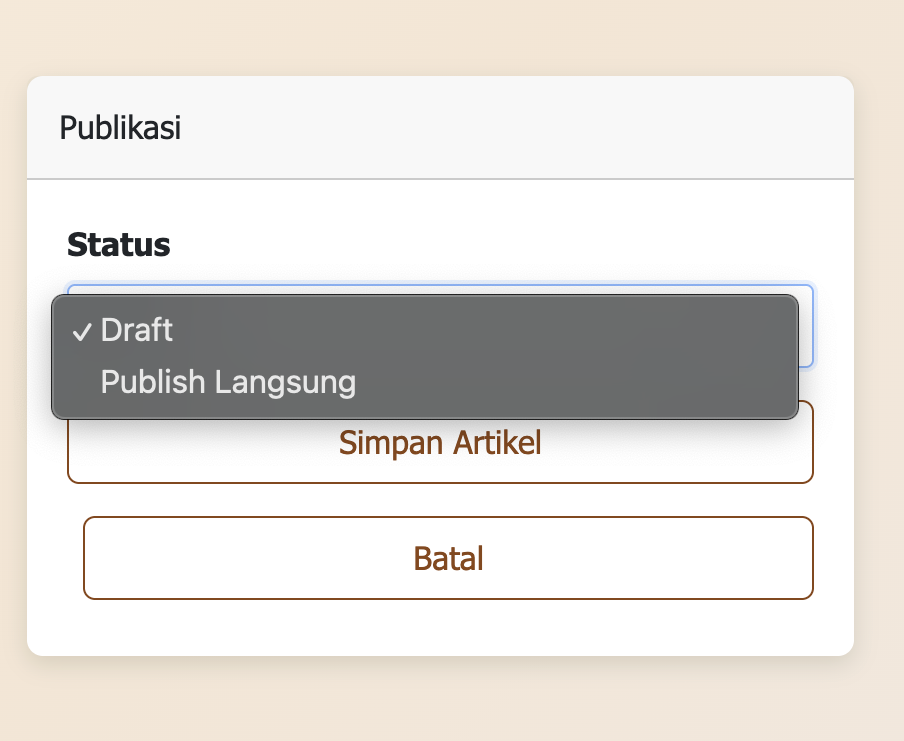 Publikasi
Status
✓ Draft
Publish Langsung
Simpan Artikel
Batal